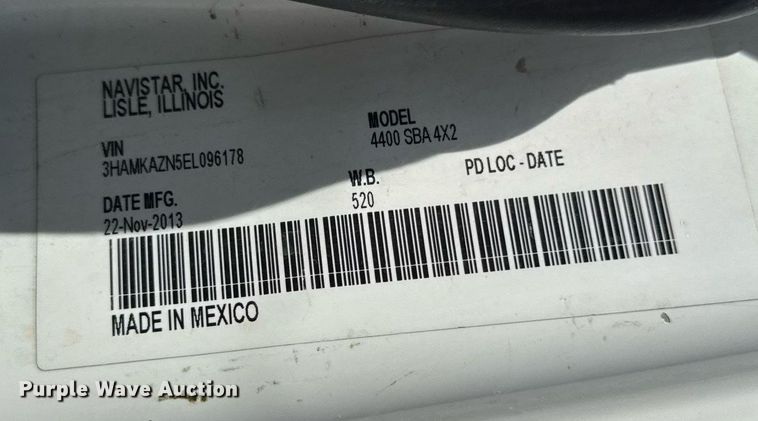 NAVISTAR, INC.
LISLE, ILLINOIS
VIN
3HAMKAZN5EL096178
MODEL
4400 SBA 4X2
DATE MFG.
22-Nov-2013
W.B.
520
PD LOC - DATE
MADE IN MEXICO
Purple Wave Auction